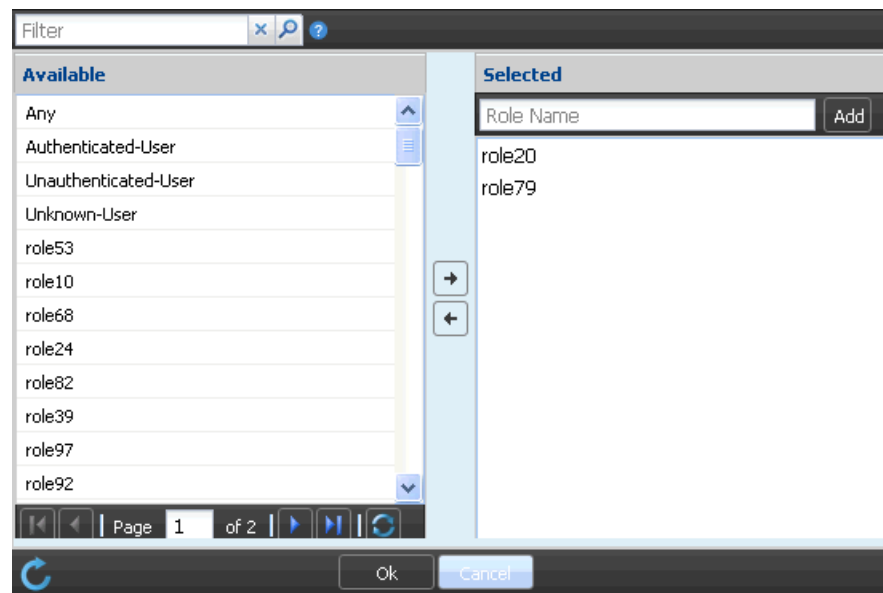 Filter
Available
Any
Authenticated-User
Unauthenticated-User
Unknown-User
role53
role10
role68
role24
role82
role39
role97
role92
Page 1 of 2
Selected
Role Name Add
role20
role79
Ok Cancel